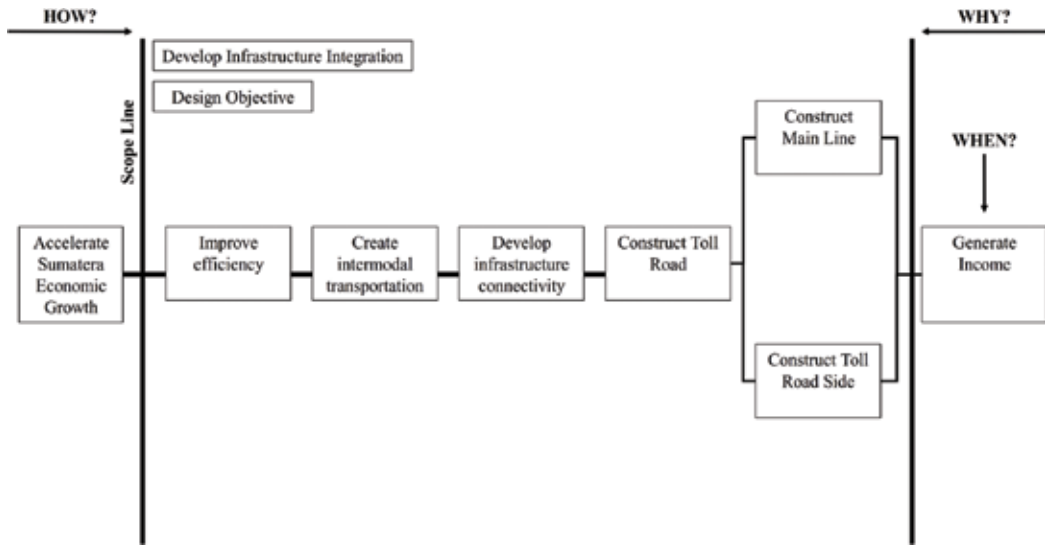 HOW?
WHY?
Develop Infrastructure Integration
Design Objective
Scope Line
Construct
Main Line
WHEN?
Accelerate
Sumatera
Economic
Growth
Improve
efficiency
Create
intermodal
transportation
Develop
infrastructure
connectivity
Construct Toll
Road
Generate
Income
Construct Toll
Road Side